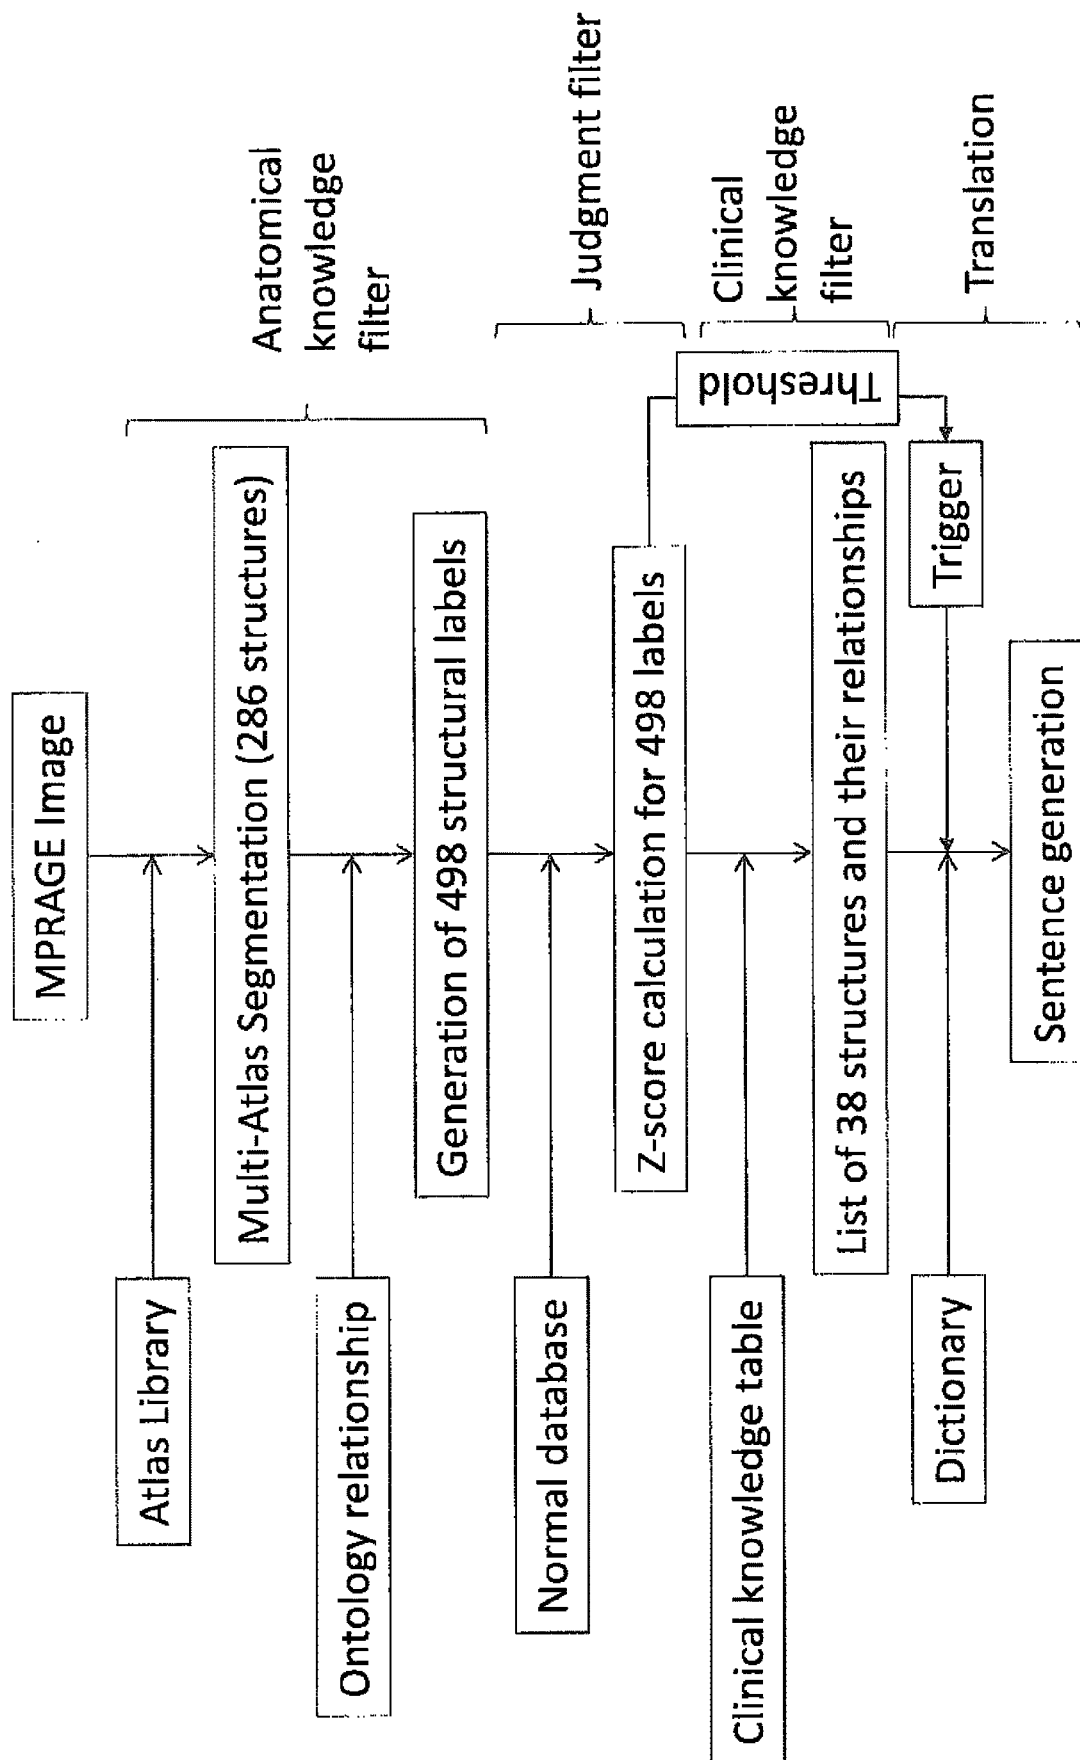 MPRAGE Image
Atlas Library
Multi-Atlas Segmentation (286 structures)
Anatomical
knowledge
filter
Ontology relationship
Generation of 498 structural labels
Normal database
Z-score calculation for 498 labels
Judgment filter
Threshold
Clinical knowledge table
List of 38 structures and their relationships
Clinical
knowledge
filter
Dictionary
Trigger
Translation
Sentence generation